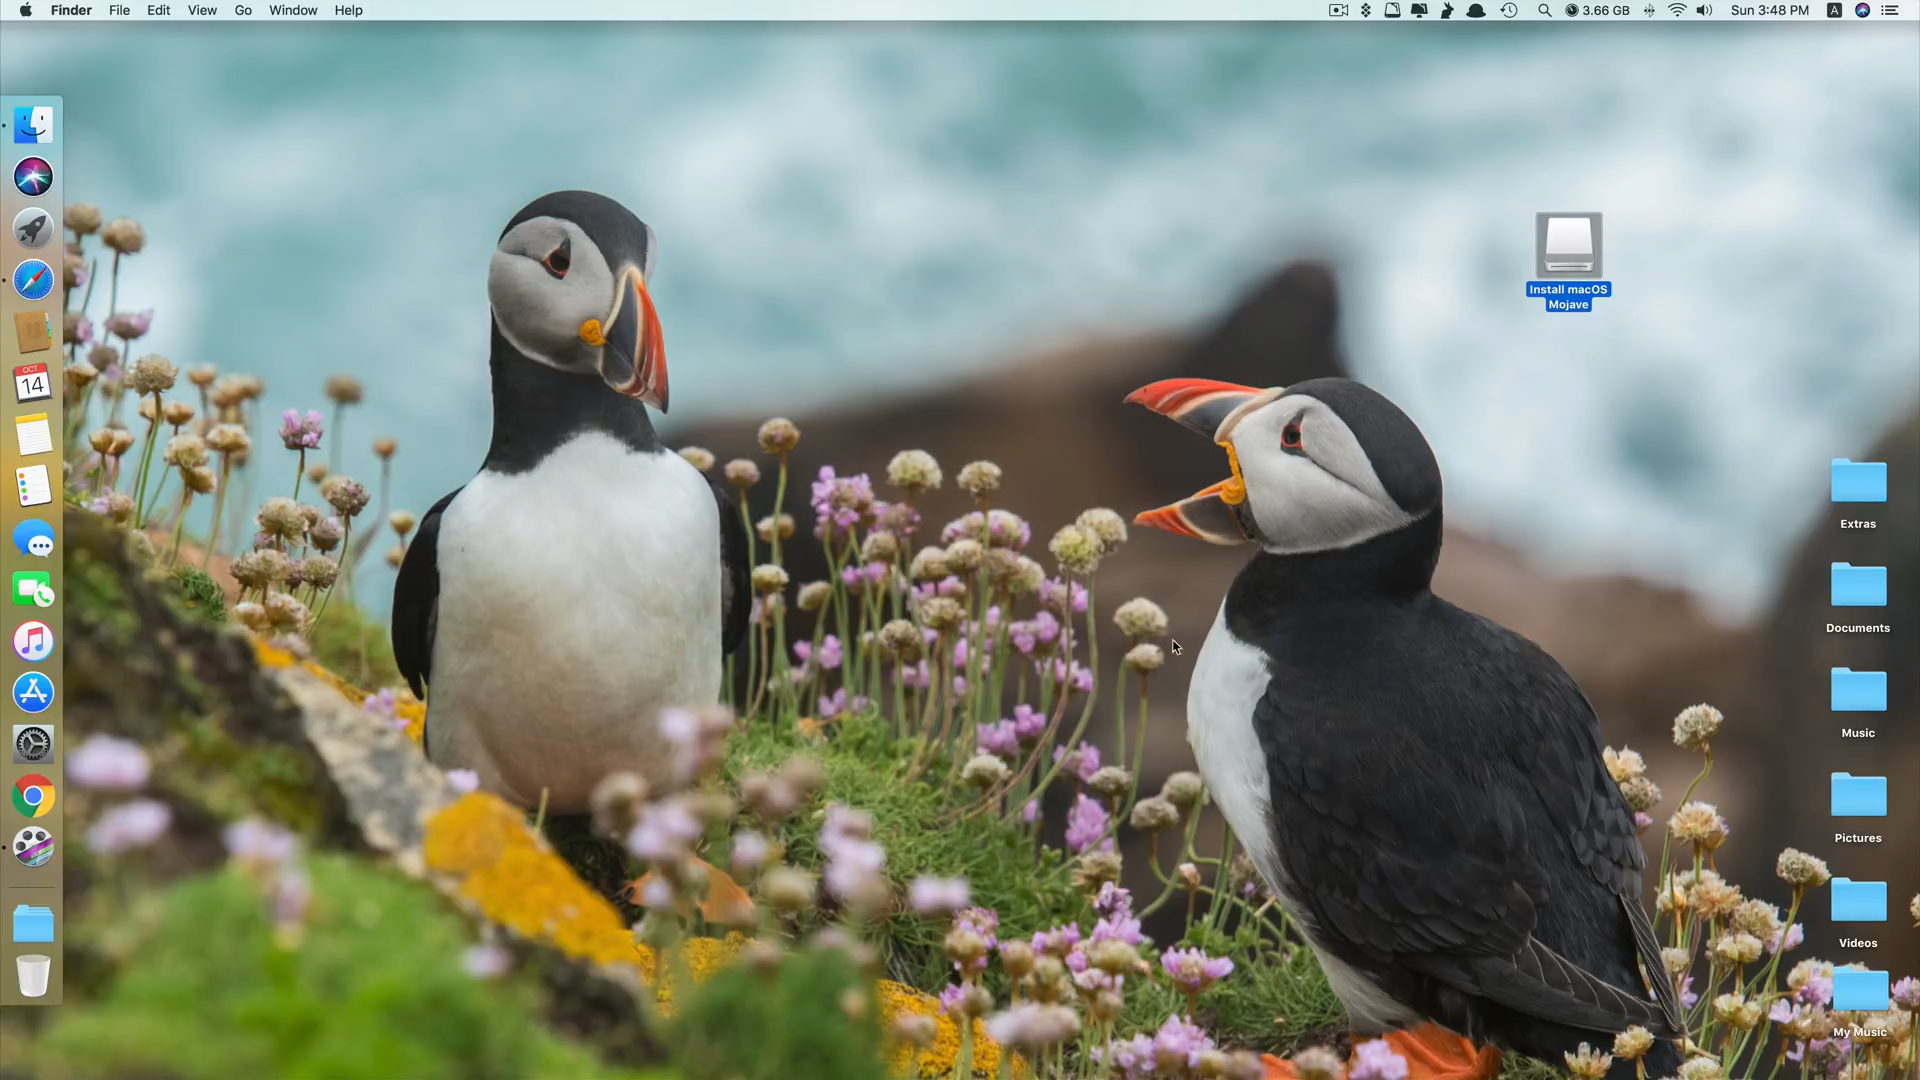 Finder File Edit View Go Window Help
3.66 GB Sun 3:48 PM A
OCT
14
Install macOS
Mojave
Extras
Documents
Music
Pictures
Videos
My Music